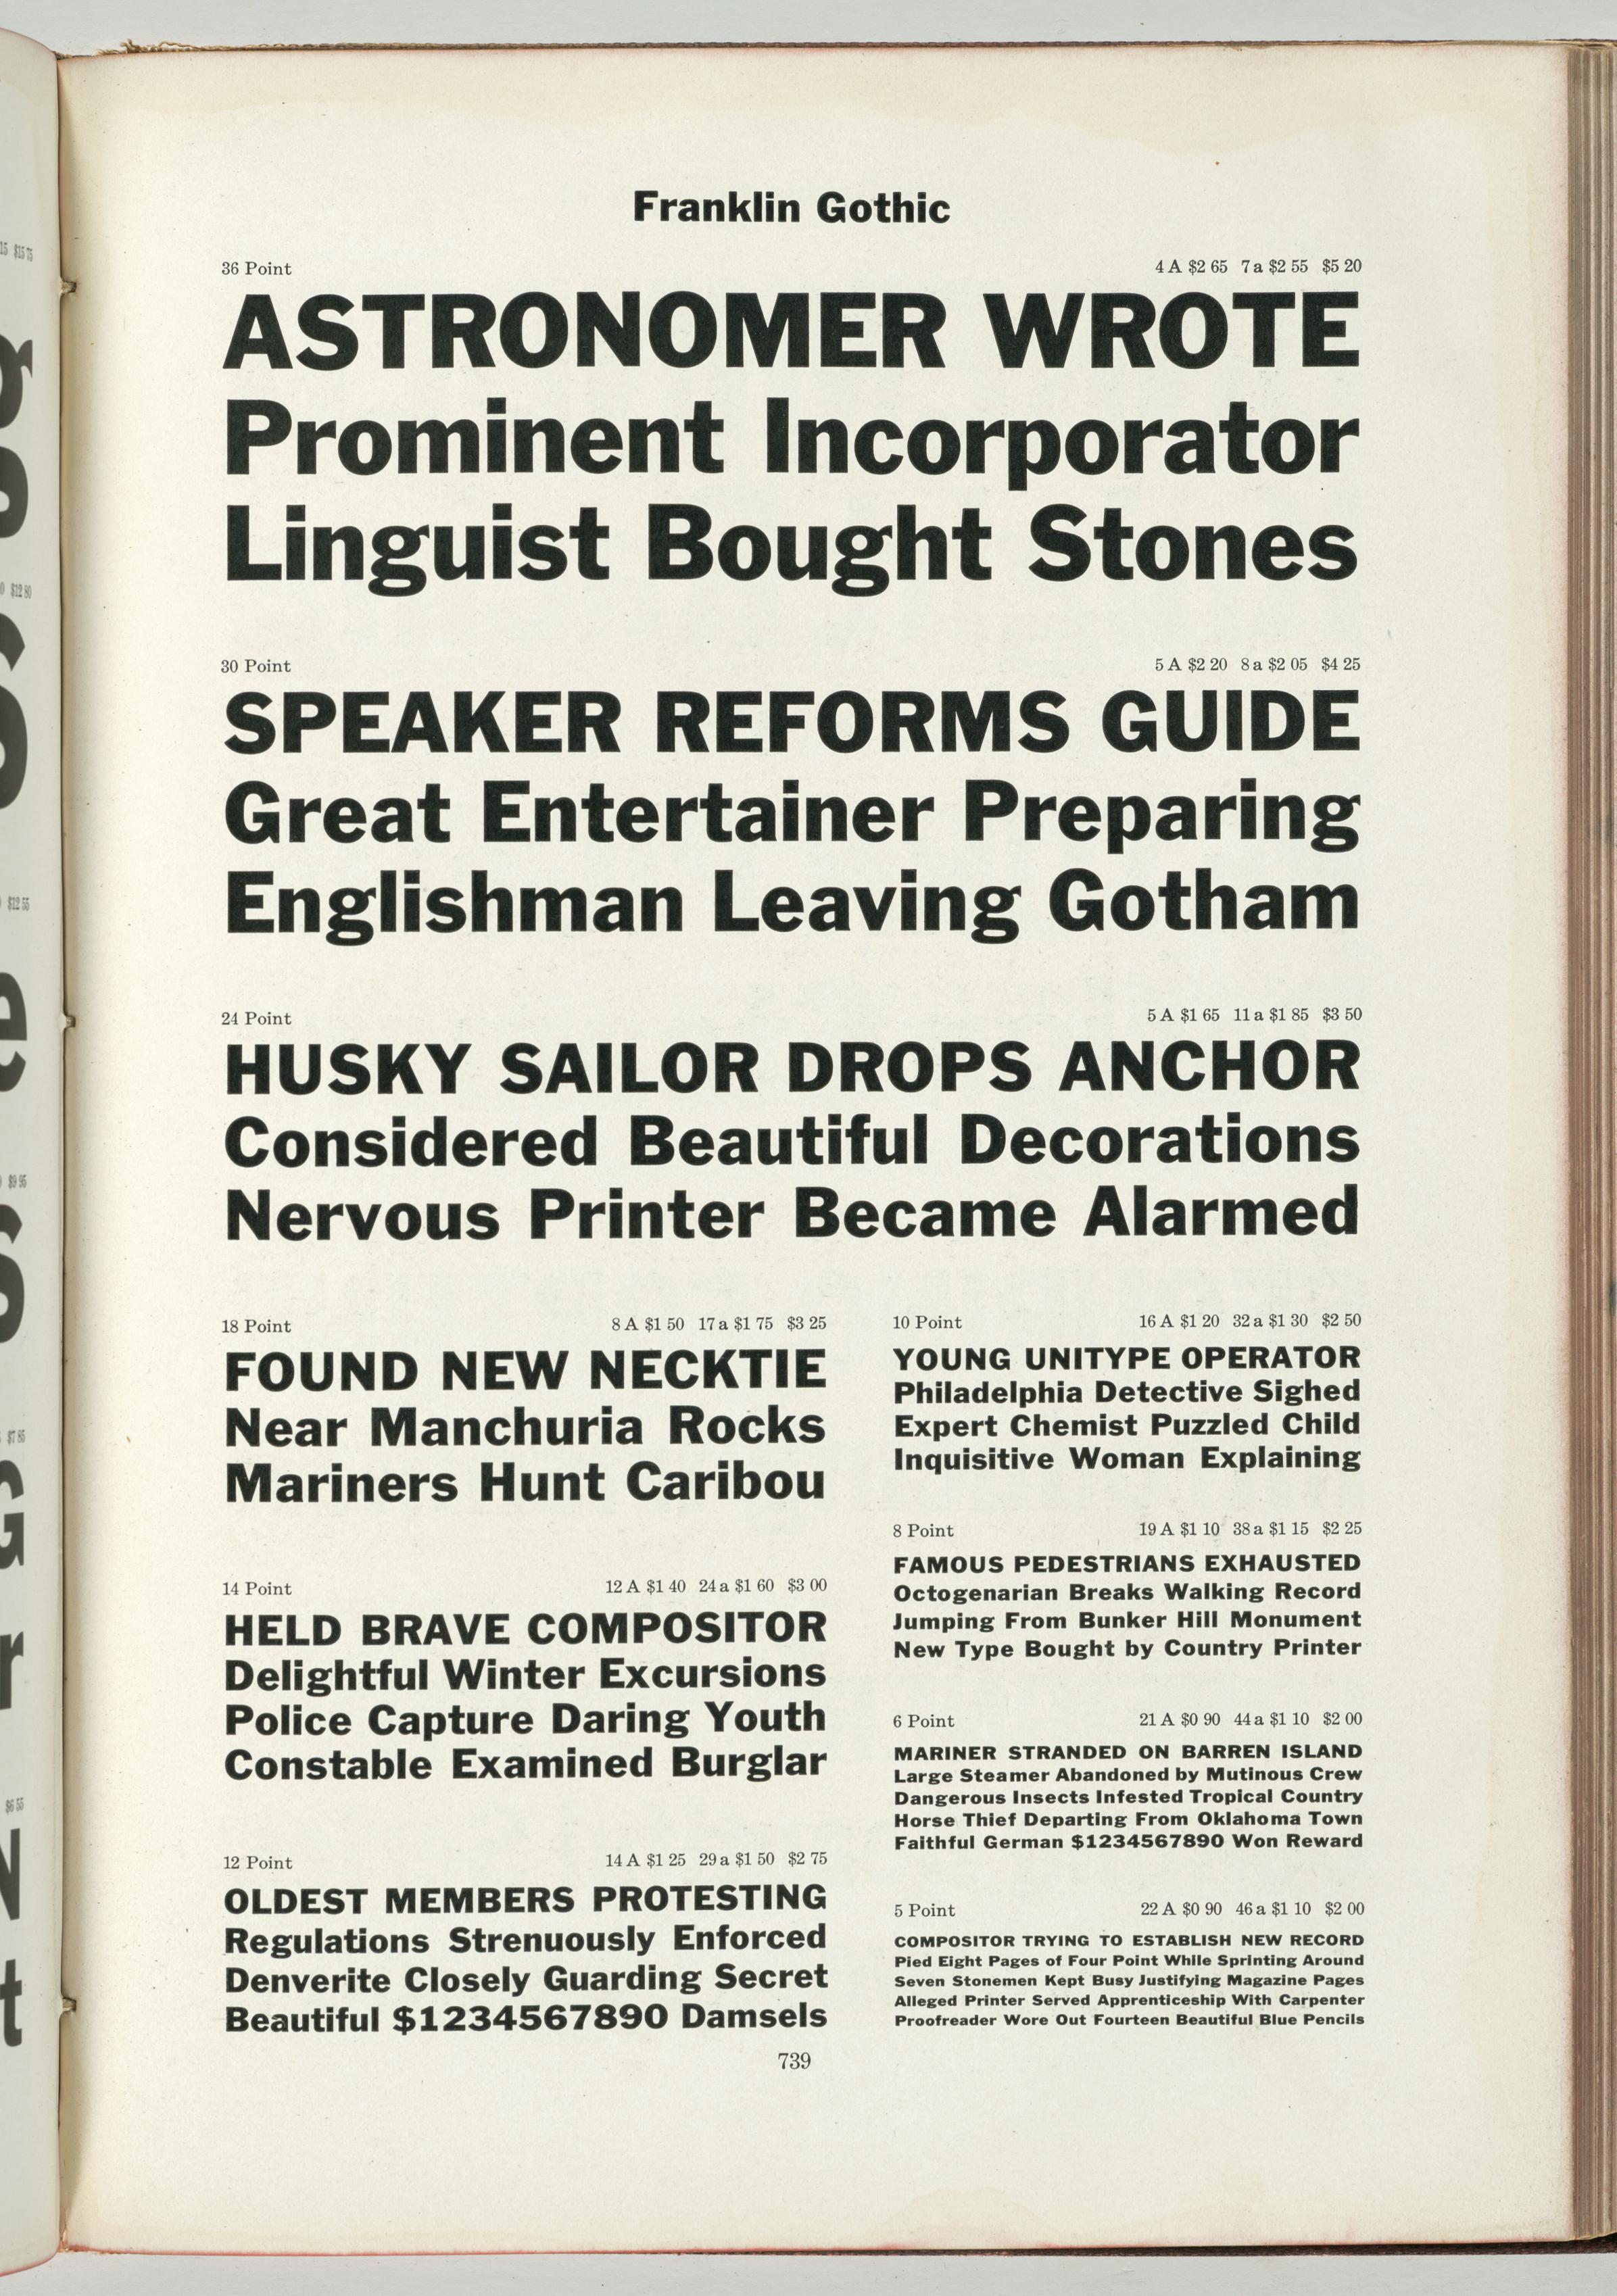 Franklin Gothic
36 Point 4 A $2 65 7 a $2 55 $5 20
ASTRONOMER WROTE
Prominent Incorporator
Linguist Bought Stones
30 Point 5 A $2 20 8 a $2 05 $4 25
SPEAKER REFORMS GUIDE
Great Entertainer Preparing
Englishman Leaving Gotham
24 Point 5 A $1 65 11 a $1 85 $3 50
HUSKY SAILOR DROPS ANCHOR
Considered Beautiful Decorations
Nervous Printer Became Alarmed
18 Point 8 A $1 50 17 a $1 75 $3 25
FOUND NEW NECKTIE
Near Manchuria Rocks
Mariners Hunt Caribou
14 Point 12 A $1 40 24 a $1 60 $3 00
HELD BRAVE COMPOSITOR
Delightful Winter Excursions
Police Capture Daring Youth
Constable Examined Burglar
12 Point 14 A $1 25 29 a $1 50 $2 75
OLDEST MEMBERS PROTESTING
Regulations Strenuously Enforced
Denverite Closely Guarding Secret
Beautiful $1234567890 Damsels
10 Point 16 A $1 20 32 a $1 30 $2 50
YOUNG UNITYPE OPERATOR
Philadelphia Detective Sighed
Expert Chemist Puzzled Child
Inquisitive Woman Explaining
8 Point 19 A $1 10 38 a $1 15 $2 25
FAMOUS PEDESTRIANS EXHAUSTED
Octogenarian Breaks Walking Record
Jumping From Bunker Hill Monument
New Type Bought by Country Printer
6 Point 21 A $0 90 44 a $1 10 $2 00
MARINER STRANDED ON BARREN ISLAND
Large Steamer Abandoned by Mutinous Crew
Dangerous Insects Infested Tropical Country
Horse Thief Departing From Oklahoma Town
Faithful German $1234567890 Won Reward
5 Point 22 A $0 90 46 a $1 10 $2 00
COMPOSITOR TRYING TO ESTABLISH NEW RECORD
Pied Eight Pages of Four Point While Sprinting Around
Seven Stonemen Kept Busy Justifying Magazine Pages
Alleged Printer Served Apprenticeship With Carpenter
Proofreader Wore Out Fourteen Beautiful Blue Pencils
739